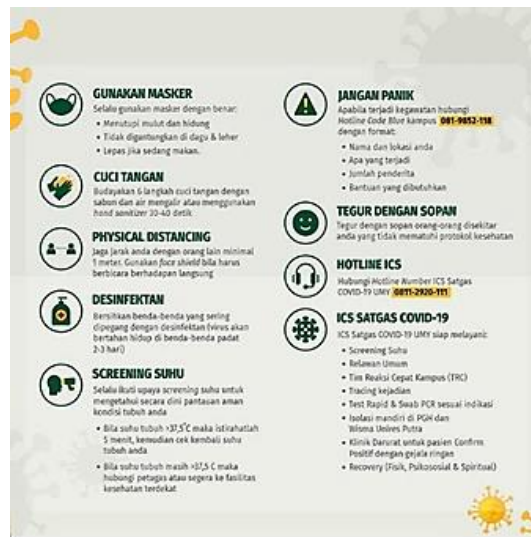 GUNAKAN MASKER
Selalu gunakan masker dengan benar:
• Menutupi mulut dan hidung
• Tidak digantungkan di dagu & leher
• Lepas jika sedang makan.
CUCI TANGAN
Budayakan 6 langkah cuci tangan dengan
sabun dan air mengalir atau menggunakan
hand sanitizer 30-40 detik
PHYSICAL DISTANCING
Jaga jarak anda dengan orang lain minimal
1 meter. Gunakan face shield bila harus
berbicara berhadapan langsung
DESINFEKTAN
Bersihkan benda-benda yang sering
dipegang dengan desinfektan (virus akan
bertahan hidup di benda-benda padat
2-3 hari)
SCREENING SUHU
Selalu ikuti upaya screening suhu untuk
mengetahui secara dini pantauan aman
kondisi tubuh anda
• Bila suhu tubuh >37,5°C maka istirahatlah
5 menit, kemudian cek kembali suhu
tubuh anda
• Bila suhu tubuh masih >37,5 C maka
hubungi petugas atau segera ke fasilitas
kesehatan terdekat
JANGAN PANIK
Apabila terjadi kegawatan hubungi
Hotline Code Blue kampus 081-9852-118
dengan format:
• Nama dan lokasi anda
• Apa yang terjadi
• Jumlah penderita
• Bantuan yang dibutuhkan
TEGUR DENGAN SOPAN
Tegur dengan sopan orang-orang disekitar
anda yang tidak mematuhi protokol kesehatan
HOTLINE ICS
Hubungi Hotline Number ICS Satgas
COVID-19 UMY 0811-2920-111
ICS SATGAS COVID-19
ICS Satgas COVID-19 UMY siap melayani:
• Screening Suhu
• Relawan Umum
• Tim Reaksi Cepat Kampus (TRC)
• Tracing kejadian
• Test Rapid & Swab PCR sesuai indikasi
• Isolasi mandiri di PGH dan
Wisma Unires Putra
• Klinik Darurat untuk pasien Confirm
Positif dengan gejala ringan
• Recovery (Fisik, Psikososial & Spiritual)